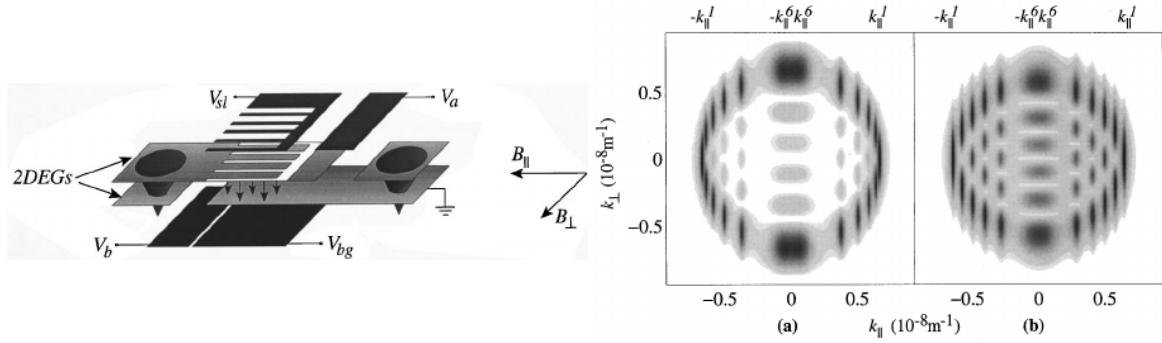 V_sl
V_a
2DEGs
B_∥
B_⊥
V_b
V_bg
-k_∥^1 -k_∥^6 k_∥^6 k_∥^1 -k_∥^1 -k_∥^6 k_∥^6 k_∥^1
0.5
0
−0.5
k_⊥ (10^-8 m^-1)
−0.5 0 0.5 −0.5 0 0.5
(a) k_∥ (10^-8 m^-1) (b)